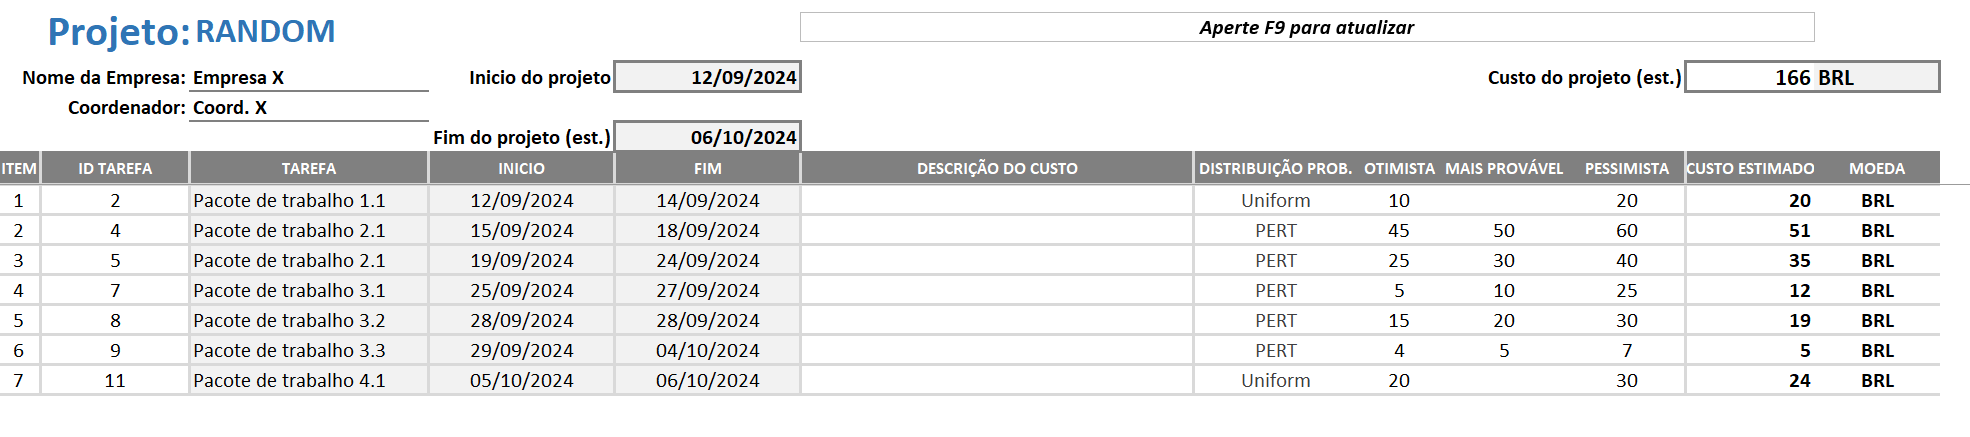 Projeto: RANDOM
Aperte F9 para atualizar
Nome da Empresa: Empresa X Inicio do projeto 12/09/2024 Custo do projeto (est.) 166 BRL
Coordenador: Coord. X
Fim do projeto (est.) 06/10/2024
ITEM ID TAREFA TAREFA INICIO FIM DESCRIÇÃO DO CUSTO DISTRIBUIÇÃO PROB. OTIMISTA MAIS PROVÁVEL PESSIMISTA CUSTO ESTIMADO MOEDA
1 2 Pacote de trabalho 1.1 12/09/2024 14/09/2024 Uniform 10 20 20 BRL
2 4 Pacote de trabalho 2.1 15/09/2024 18/09/2024 PERT 45 50 60 51 BRL
3 5 Pacote de trabalho 2.1 19/09/2024 24/09/2024 PERT 25 30 40 35 BRL
4 7 Pacote de trabalho 3.1 25/09/2024 27/09/2024 PERT 5 10 25 12 BRL
5 8 Pacote de trabalho 3.2 28/09/2024 28/09/2024 PERT 15 20 30 19 BRL
6 9 Pacote de trabalho 3.3 29/09/2024 04/10/2024 PERT 4 5 7 5 BRL
7 11 Pacote de trabalho 4.1 05/10/2024 06/10/2024 Uniform 20 30 24 BRL